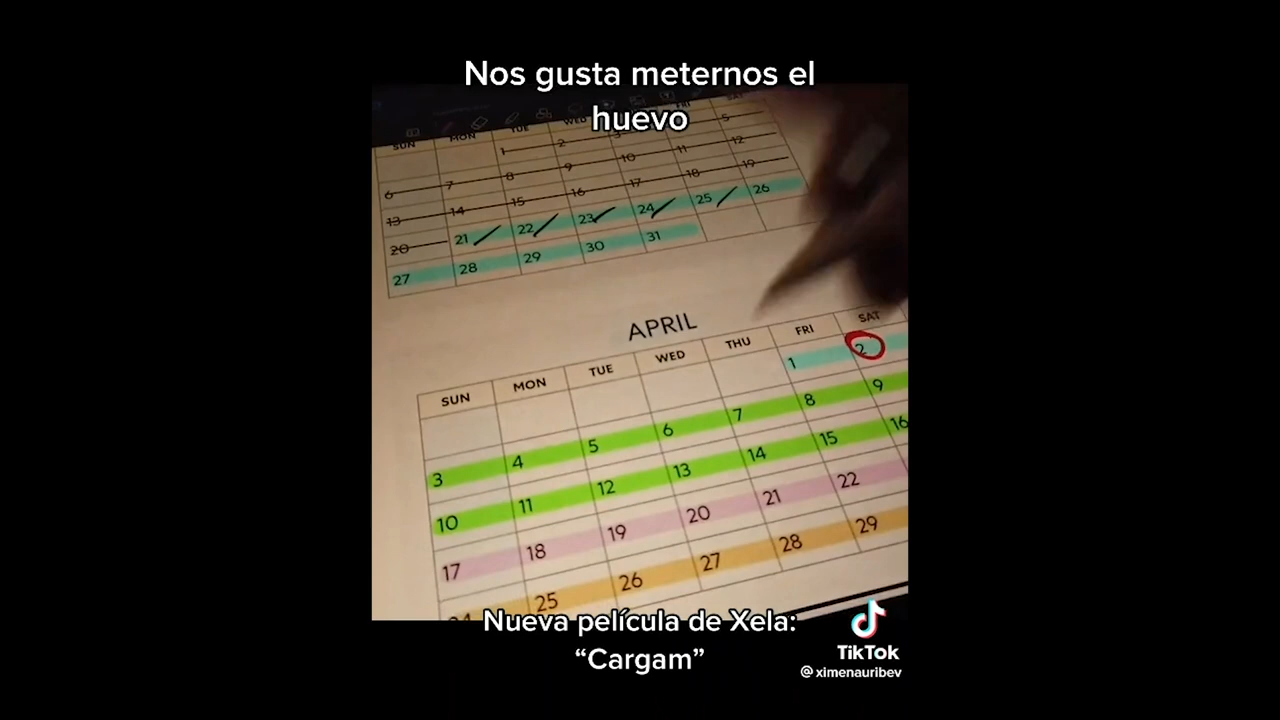 Nos gusta meternos el
huevo
SUN MON TUE WED FRI SAT
1 2 3 5
6 7 8 9 10 11 12
13 14 15 16 17 18 19
20 21 22 23 24 25 26
27 28 29 30 31
APRIL
SUN MON TUE WED THU FRI SAT
1 2
3 4 5 6 7 8 9
10 11 12 13 14 15 16
17 18 19 20 21 22
24 25 26 27 28 29
Nueva película de Xela:
“Cargam”
TikTok
@ximenauribev